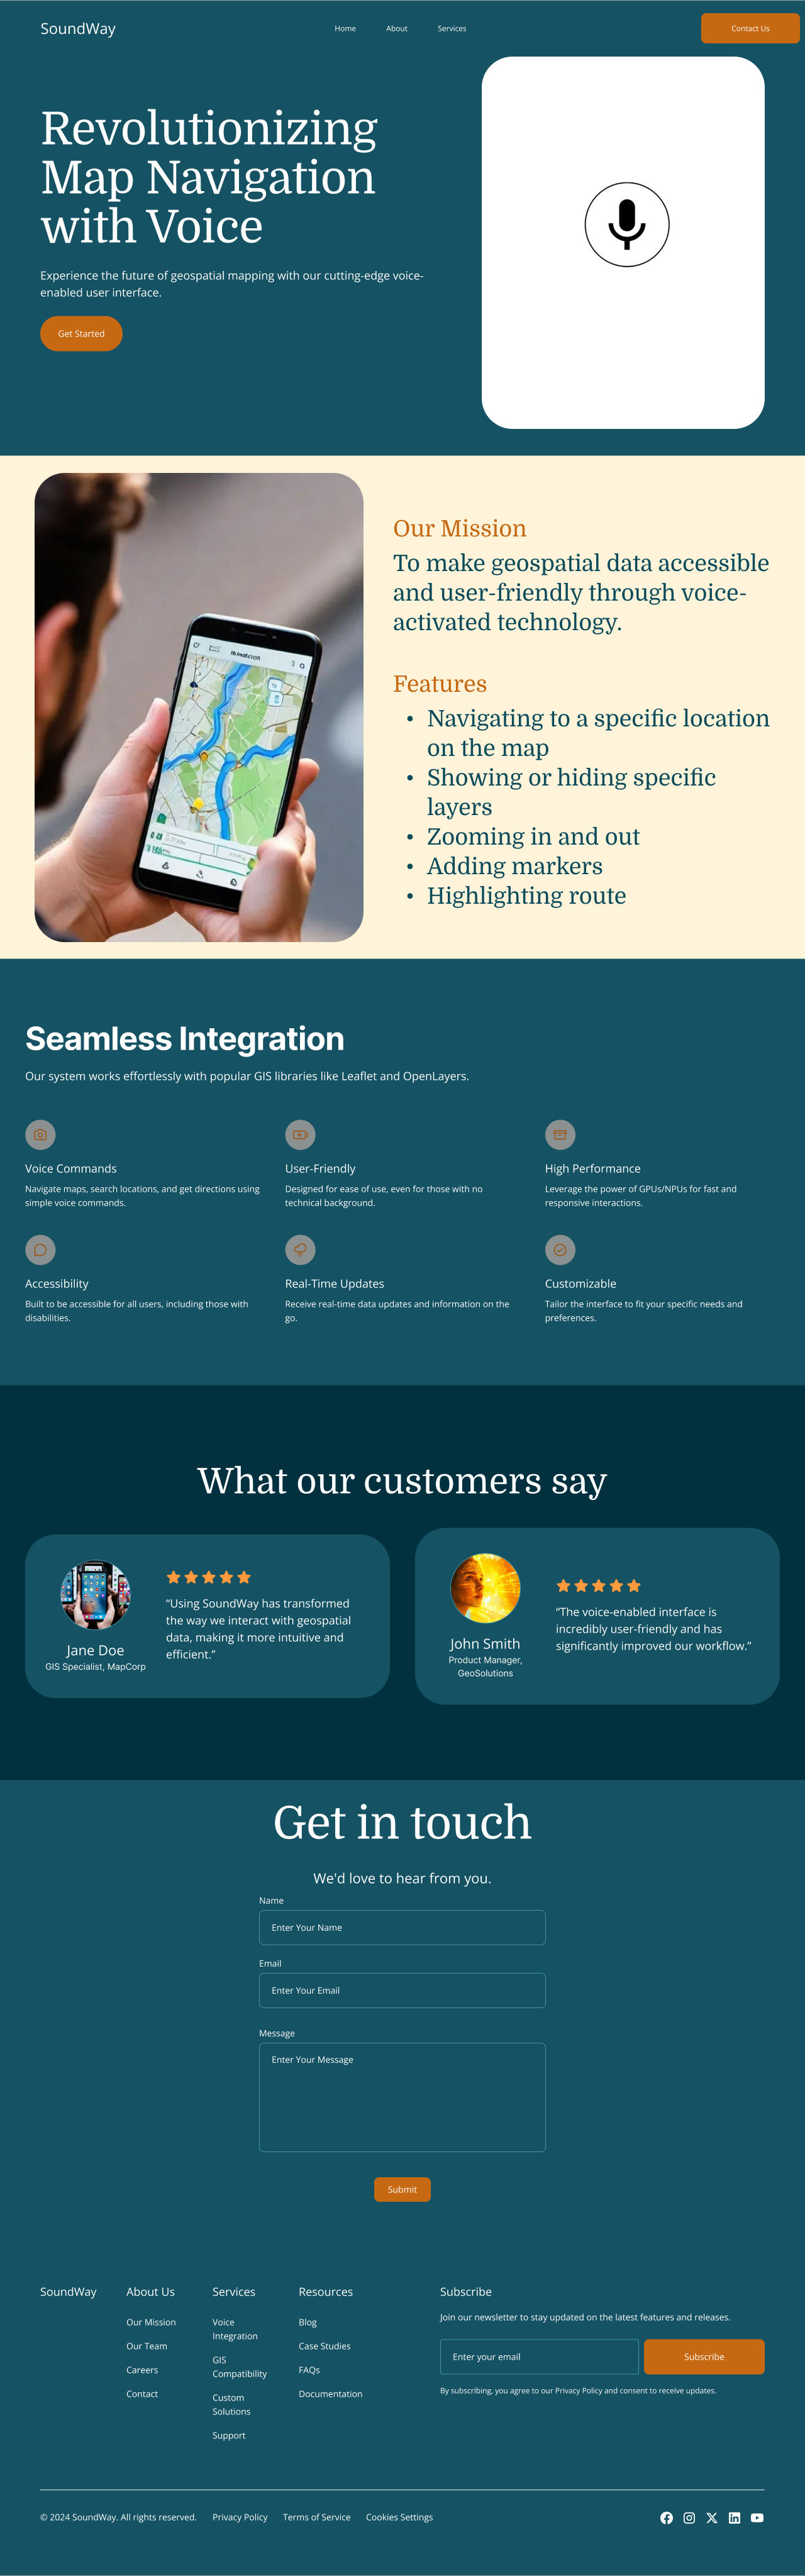 SoundWay
Home
About
Services
Contact Us
Revolutionizing
Map Navigation
with Voice
Experience the future of geospatial mapping with our cutting-edge voice-
enabled user interface.
Get Started
Our Mission
To make geospatial data accessible
and user-friendly through voice-
activated technology.
Features
• Navigating to a specific location
on the map
• Showing or hiding specific
layers
• Zooming in and out
• Adding markers
• Highlighting route
Seamless Integration
Our system works effortlessly with popular GIS libraries like Leaflet and OpenLayers.
Voice Commands
Navigate maps, search locations, and get directions using
simple voice commands.
User-Friendly
Designed for ease of use, even for those with no
technical background.
High Performance
Leverage the power of GPUs/NPUs for fast and
responsive interactions.
Accessibility
Built to be accessible for all users, including those with
disabilities.
Real-Time Updates
Receive real-time data updates and information on the
go.
Customizable
Tailor the interface to fit your specific needs and
preferences.
What our customers say
Jane Doe
GIS Specialist, MapCorp
“Using SoundWay has transformed
the way we interact with geospatial
data, making it more intuitive and
efficient.”
John Smith
Product Manager,
GeoSolutions
“The voice-enabled interface is
incredibly user-friendly and has
significantly improved our workflow.”
Get in touch
We'd love to hear from you.
Name
Enter Your Name
Email
Enter Your Email
Message
Enter Your Message
Submit
SoundWay
About Us
Our Mission
Our Team
Careers
Contact
Services
Voice
Integration
GIS
Compatibility
Custom
Solutions
Support
Resources
Blog
Case Studies
FAQs
Documentation
Subscribe
Join our newsletter to stay updated on the latest features and releases.
Enter your email
Subscribe
By subscribing, you agree to our Privacy Policy and consent to receive updates.
© 2024 SoundWay. All rights reserved.
Privacy Policy
Terms of Service
Cookies Settings